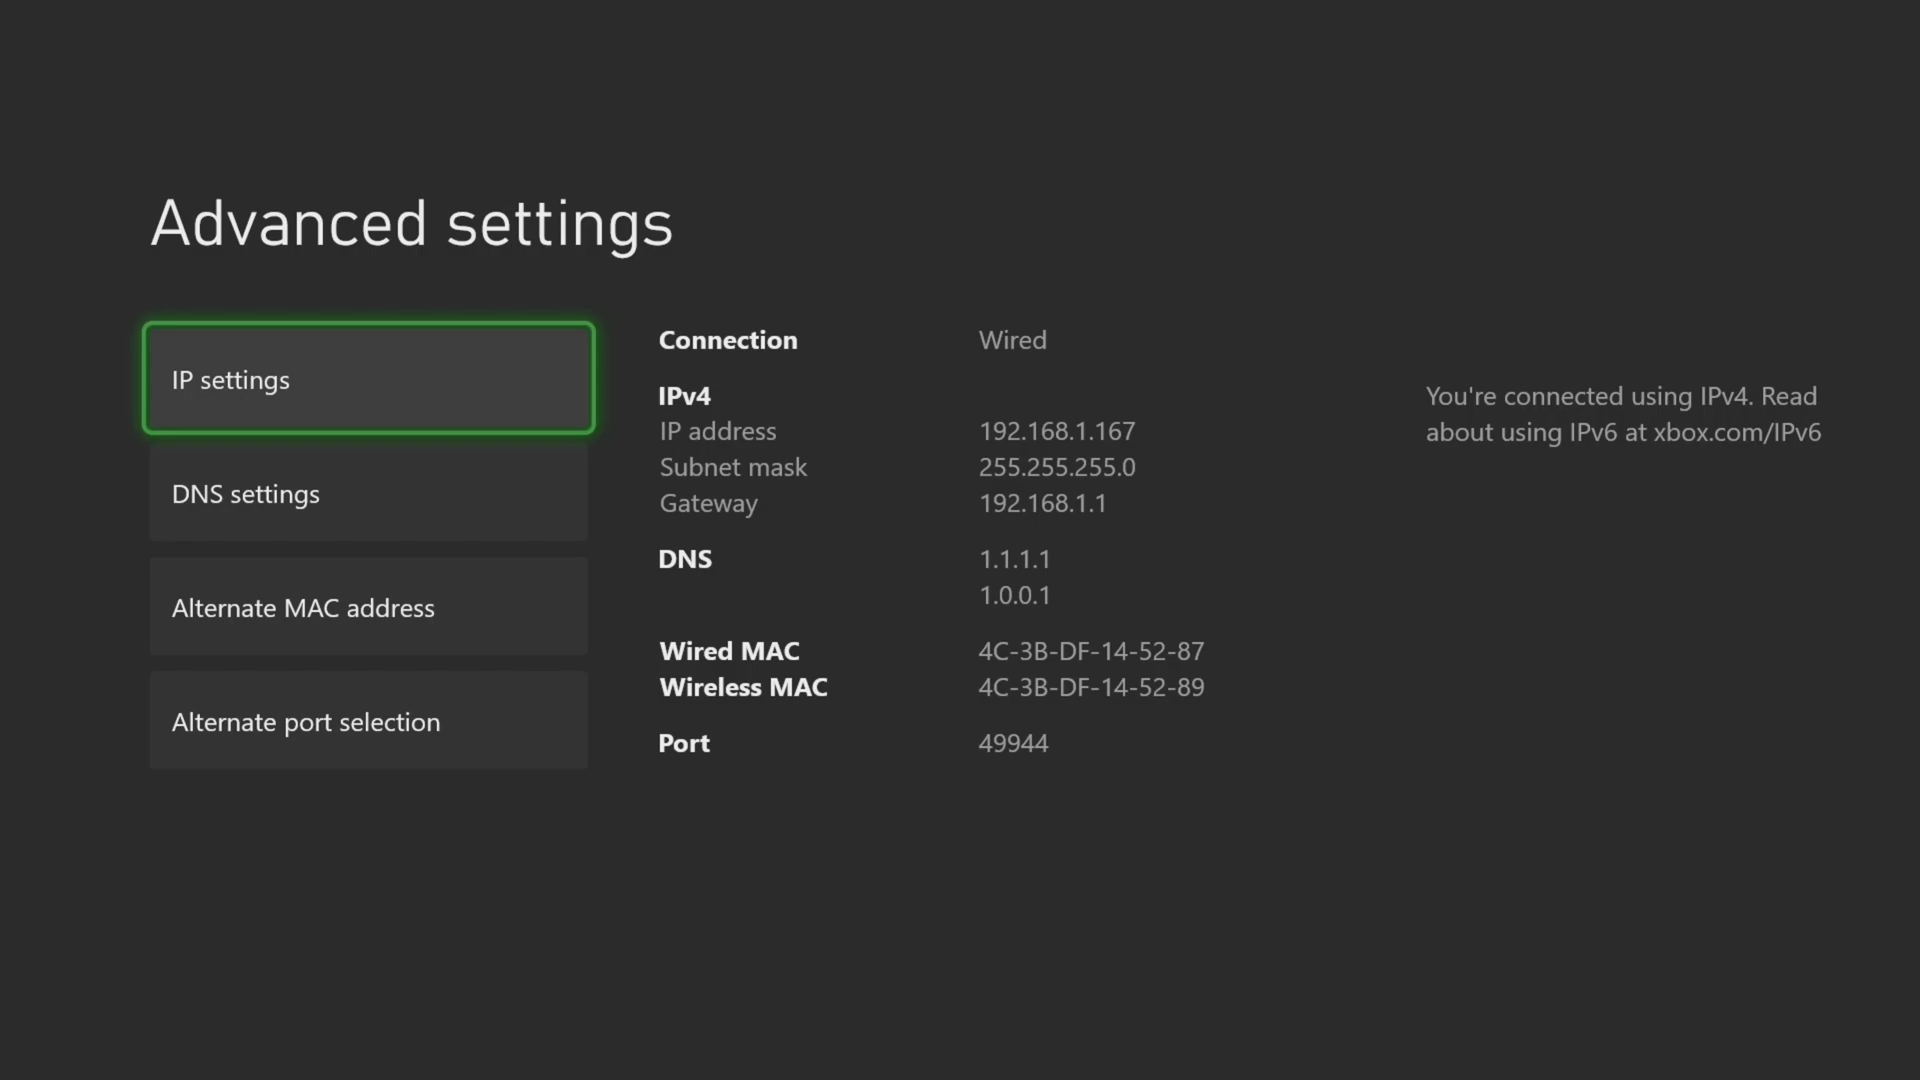 Advanced settings
IP settings
DNS settings
Alternate MAC address
Alternate port selection
Connection Wired
IPv4
IP address 192.168.1.167
Subnet mask 255.255.255.0
Gateway 192.168.1.1
DNS 1.1.1.1
1.0.0.1
Wired MAC 4C-3B-DF-14-52-87
Wireless MAC 4C-3B-DF-14-52-89
Port 49944
You're connected using IPv4. Read
about using IPv6 at xbox.com/IPv6